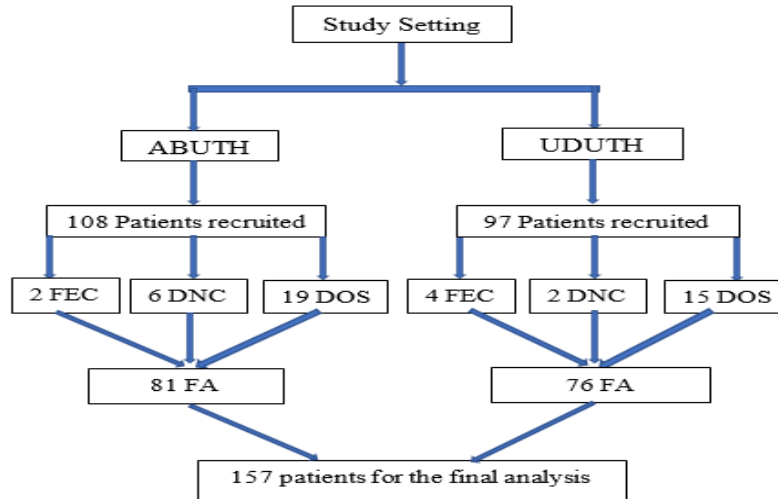 Study Setting
ABUTH
UDUTH
108 Patients recruited
97 Patients recruited
2 FEC
6 DNC
19 DOS
4 FEC
2 DNC
15 DOS
81 FA
76 FA
157 patients for the final analysis